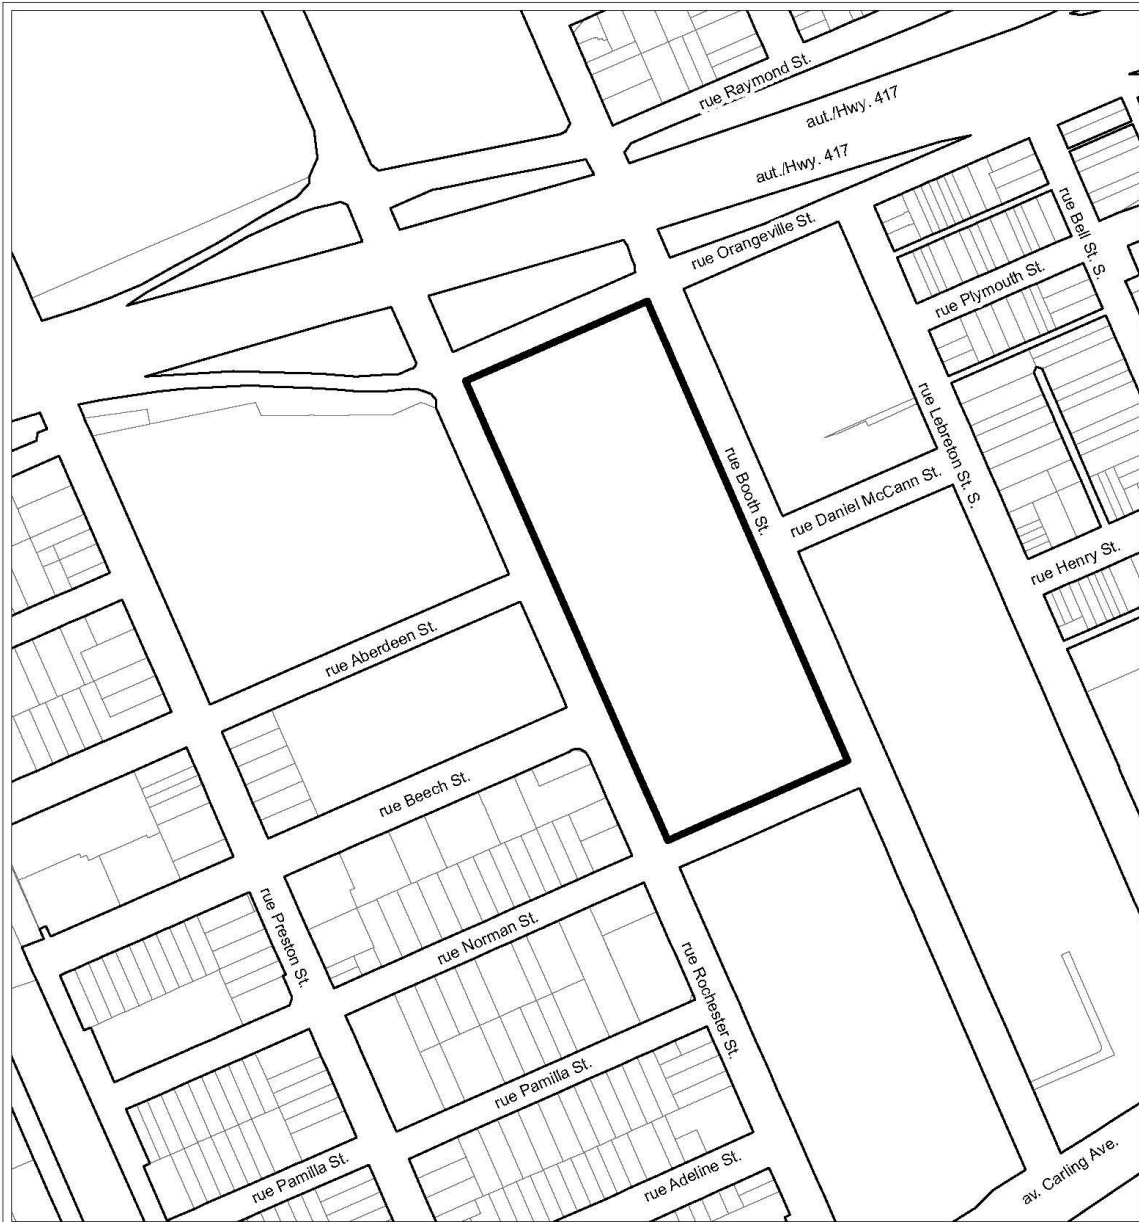 rue Raymond St.
aut./Hwy. 417
aut./Hwy. 417
rue Orangeville St.
rue Bell St. S.
rue Plymouth St.
rue Lebreton St. S.
rue Booth St.
rue Daniel McCann St.
rue Henry St.
rue Aberdeen St.
rue Beech St.
rue Preston St.
rue Norman St.
rue Rochester St.
rue Pamilla St.
rue Pamilla St.
rue Adeline St.
av. Carling Ave.